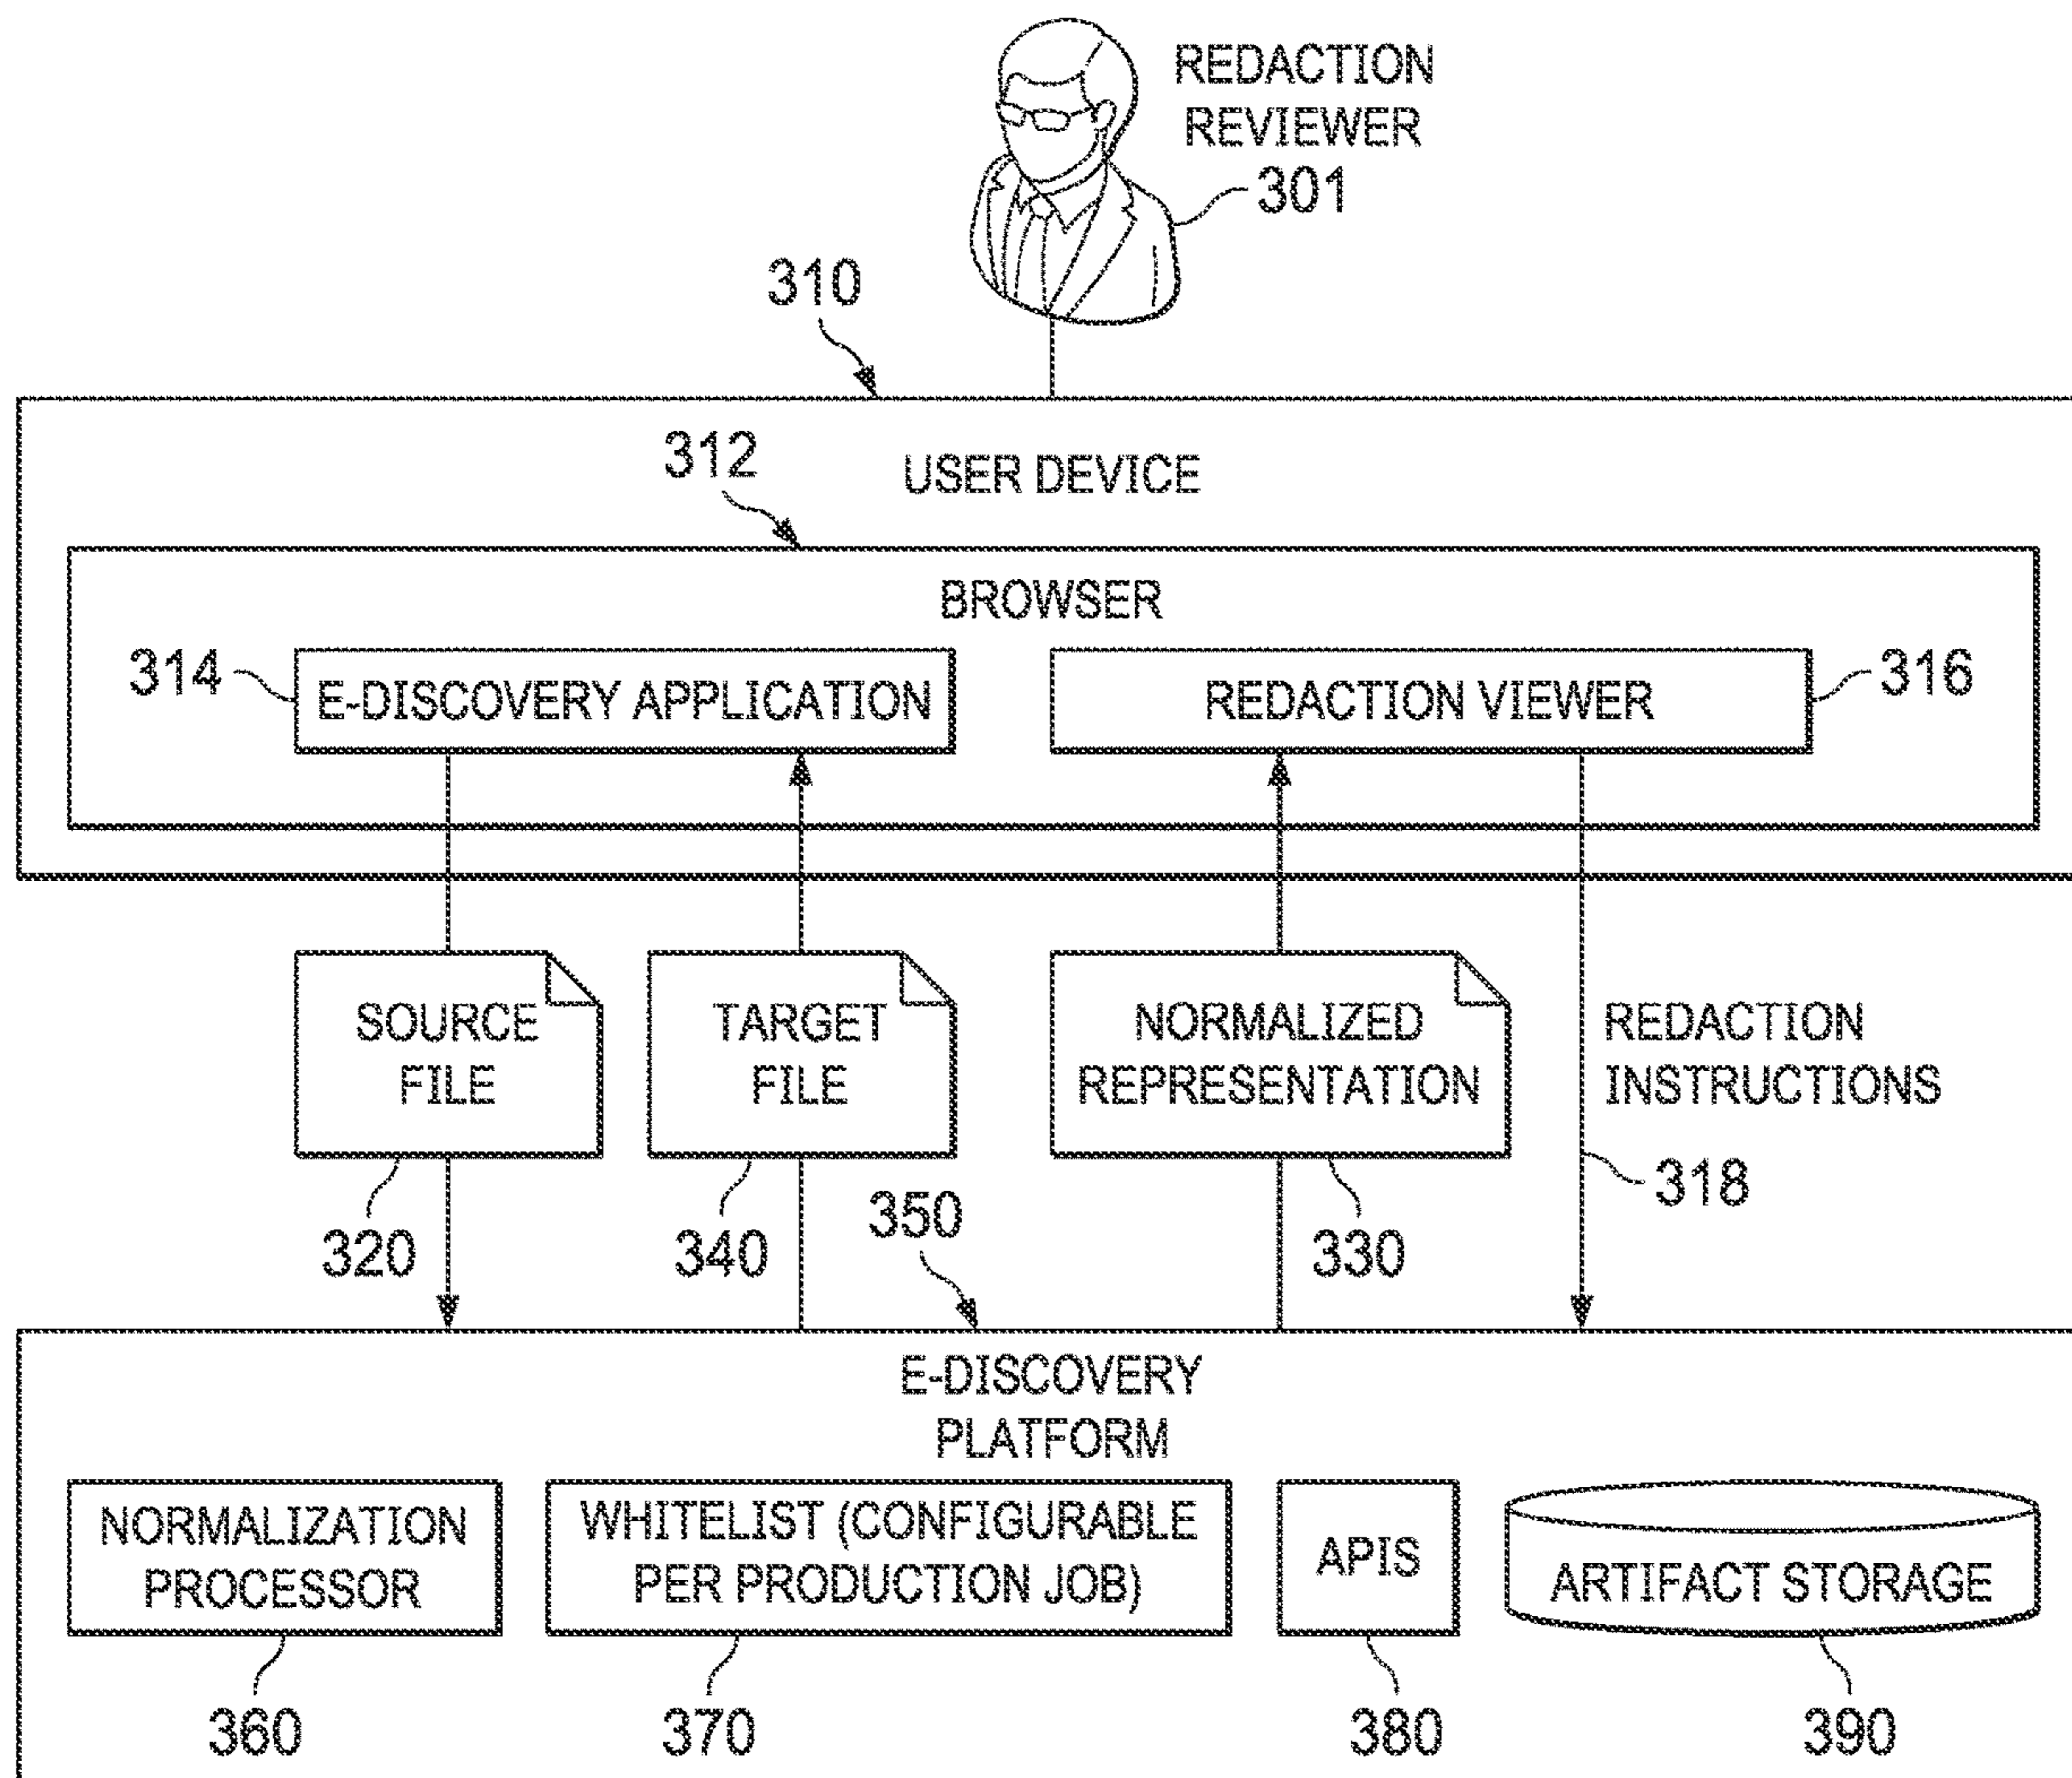 REDACTION
REVIEWER
301
310
312
USER DEVICE
BROWSER
314
E-DISCOVERY APPLICATION
REDACTION VIEWER
316
SOURCE
FILE
TARGET
FILE
NORMALIZED
REPRESENTATION
REDACTION
INSTRUCTIONS
318
320
340
350
330
E-DISCOVERY
PLATFORM
NORMALIZATION
PROCESSOR
WHITELIST (CONFIGURABLE
PER PRODUCTION JOB)
APIS
ARTIFACT STORAGE
360
370
380
390